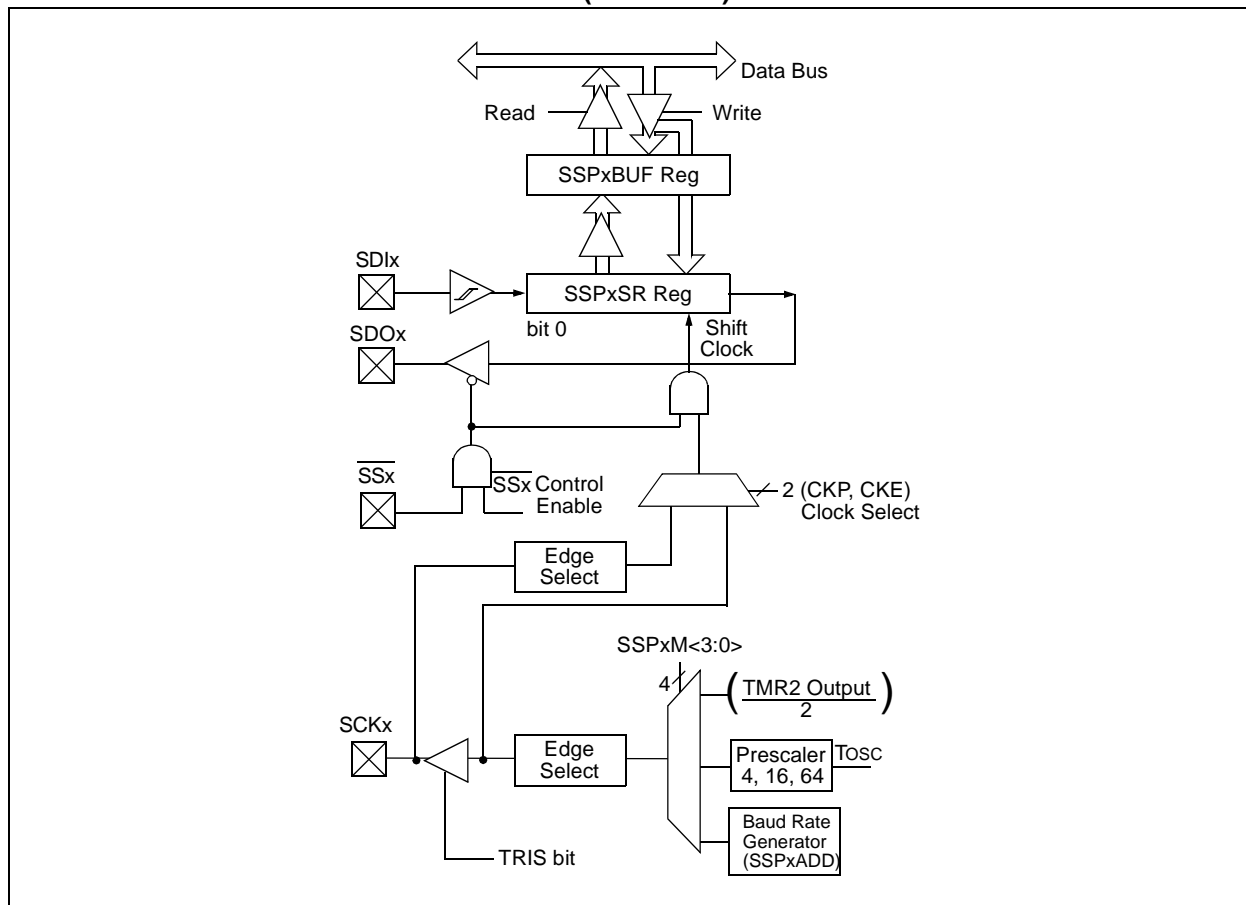 Data Bus
Read
Write
SSPxBUF Reg
SDIx
SSPxSR Reg
bit 0
Shift
Clock
SDOx
SSx
SSx Control
Enable
2 (CKP, CKE)
Clock Select
Edge
Select
SSPxM<3:0>
4
(TMR2 Output
2
)
SCKx
Edge
Select
Prescaler
4, 16, 64
TOSC
Baud Rate
Generator
(SSPxADD)
TRIS bit